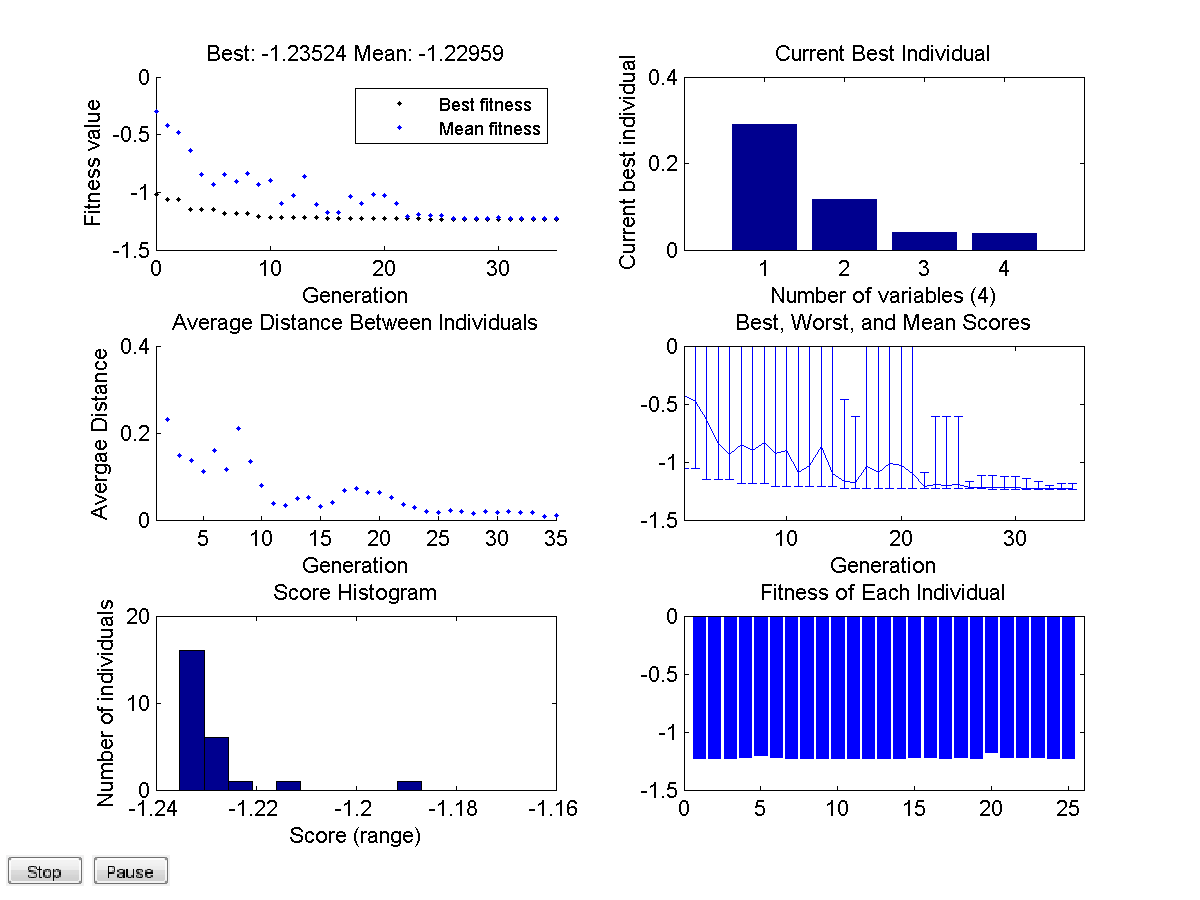 Best: -1.23524 Mean: -1.22959
Fitness value
0
-0.5
-1
-1.5
Best fitness
Mean fitness
0 10 20 30
Generation
Current Best Individual
Current best individual
0.4
0.2
0
1 2 3 4
Number of variables (4)
Average Distance Between Individuals
Avergae Distance
0.4
0.2
0
5 10 15 20 25 30 35
Generation
Best, Worst, and Mean Scores
0
-0.5
-1
-1.5
10 20 30
Generation
Score Histogram
Number of individuals
20
10
0
-1.24 -1.22 -1.2 -1.18 -1.16
Score (range)
Fitness of Each Individual
0
-0.5
-1
-1.5
0 5 10 15 20 25
Stop Pause